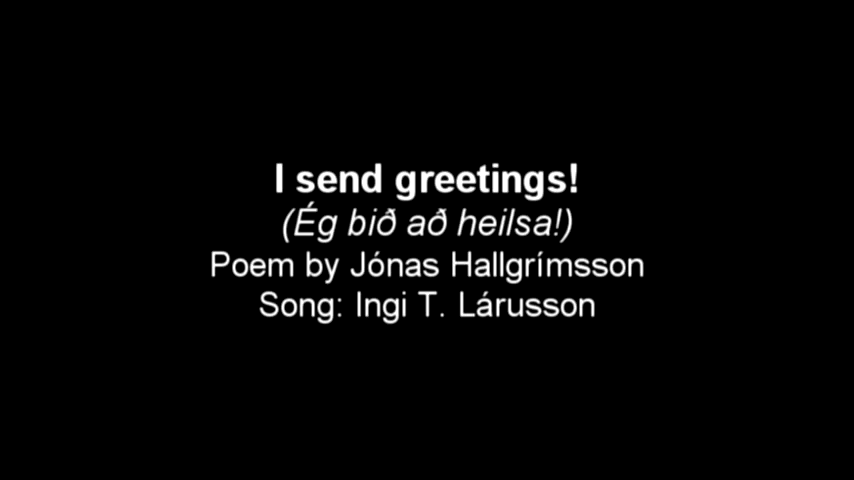 I send greetings!
(Ég bið að heilsa!)
Poem by Jónas Hallgrímsson
Song: Ingi T. Lárusson